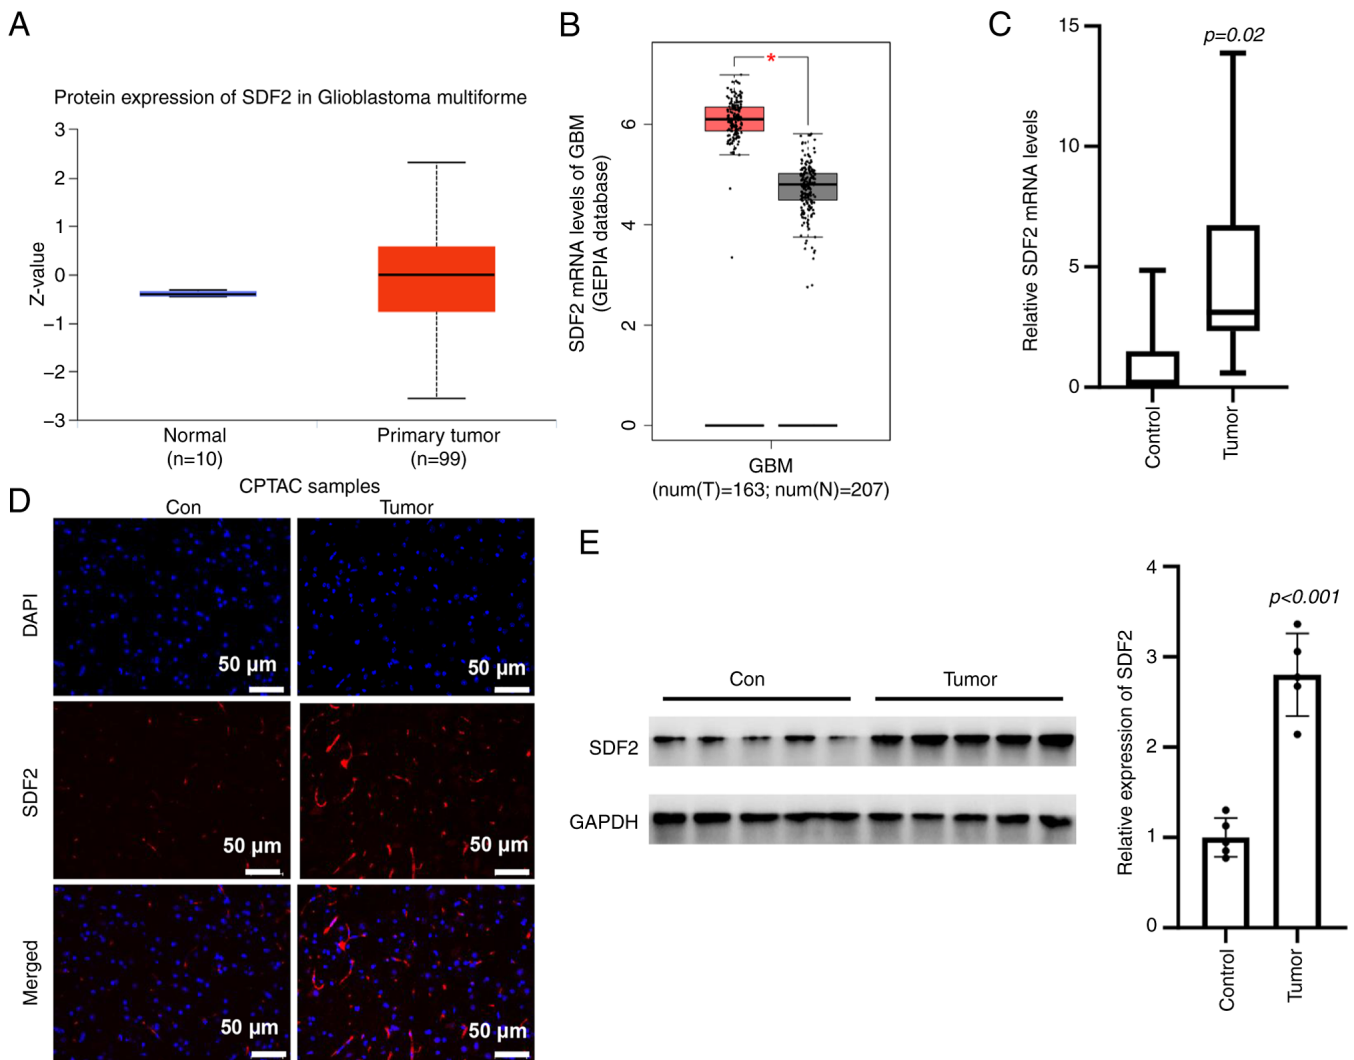 A
Protein expression of SDF2 in Glioblastoma multiforme
Z-value
3
2
1
0
−1
−2
−3
Normal
(n=10)
Primary tumor
(n=99)
CPTAC samples
B
SDF2 mRNA levels of GBM
(GEPIA database)
6
4
2
0
*
GBM
(num(T)=163; num(N)=207)
C
Relative SDF2 mRNA levels
15
10
5
0
p=0.02
Control
Tumor
D
Con
Tumor
DAPI
50 µm
50 µm
SDF2
50 µm
50 µm
Merged
50 µm
50 µm
E
Con
Tumor
SDF2
GAPDH
Relative expression of SDF2
4
3
2
1
0
p<0.001
Control
Tumor